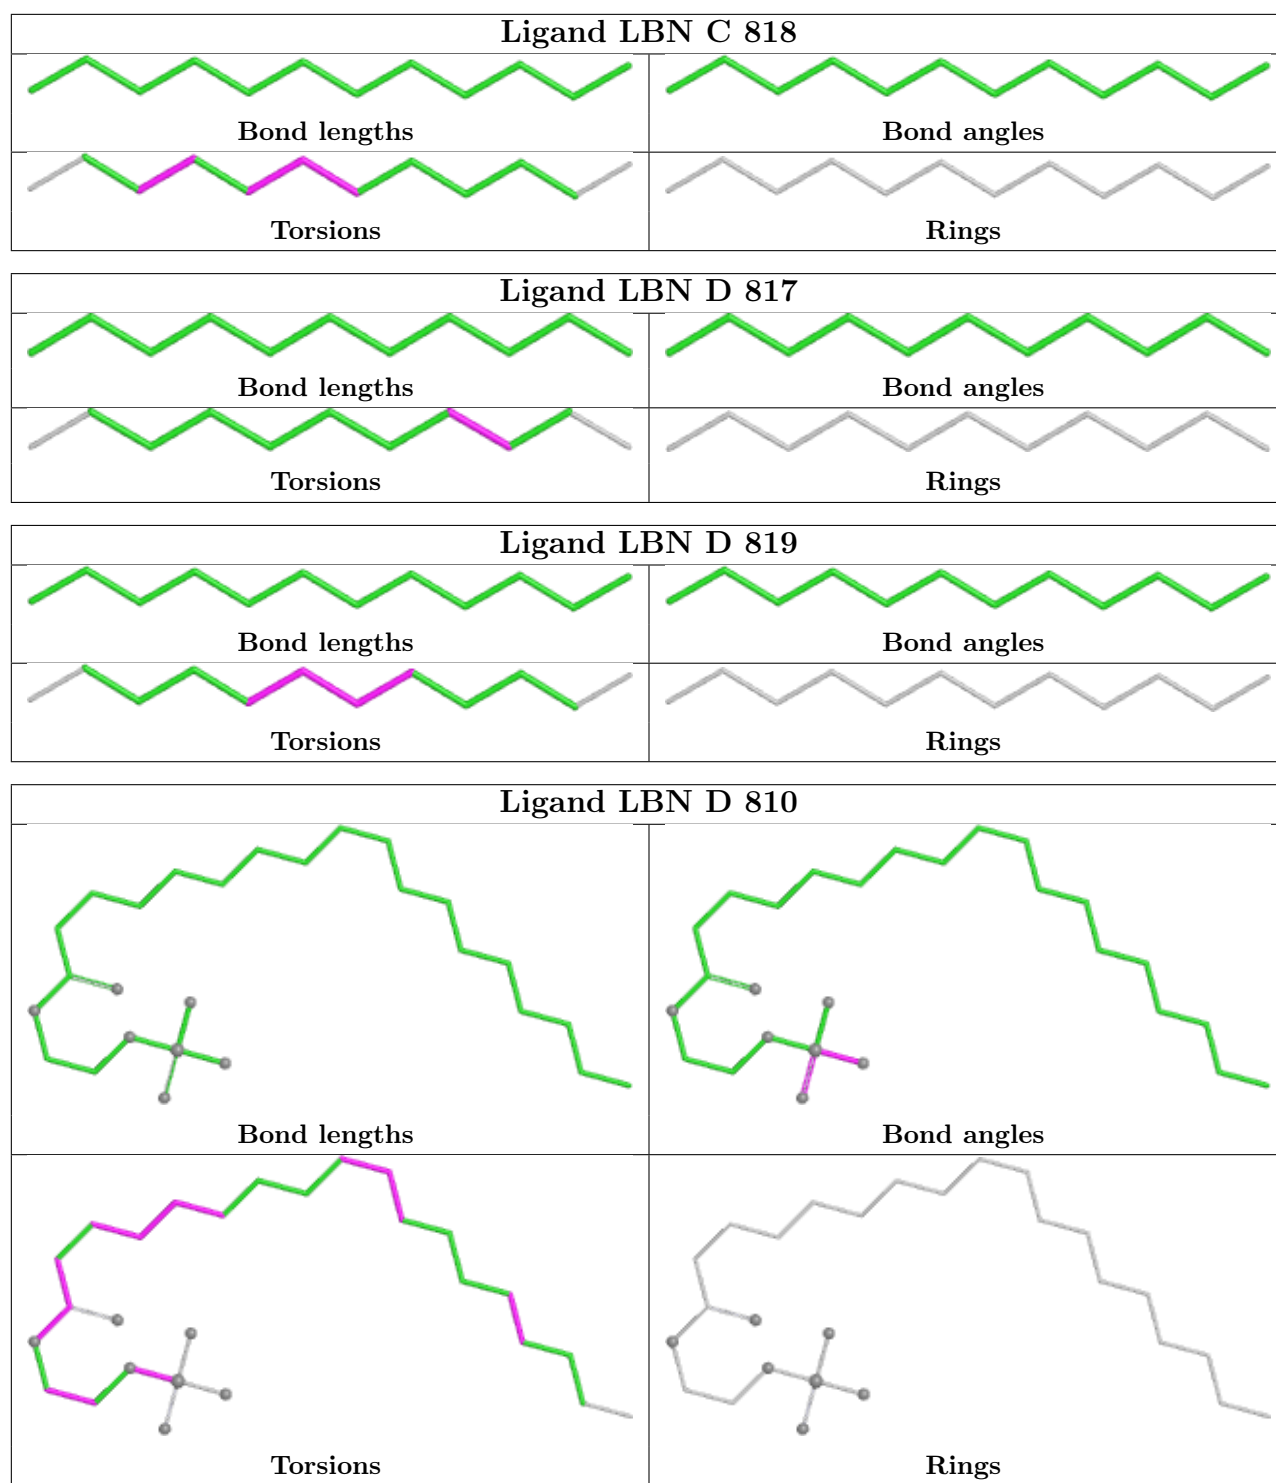 Ligand LBN C 818
Bond lengths
Bond angles
Torsions
Rings
Ligand LBN D 817
Bond lengths
Bond angles
Torsions
Rings
Ligand LBN D 819
Bond lengths
Bond angles
Torsions
Rings
Ligand LBN D 810
Bond lengths
Bond angles
Torsions
Rings